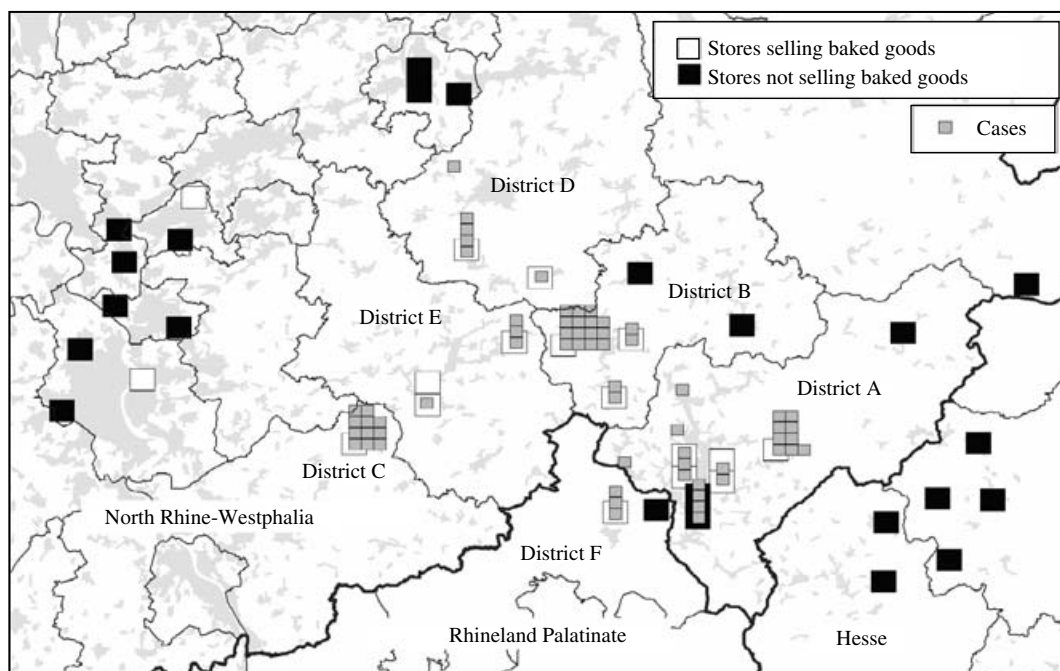 Stores selling baked goods
Stores not selling baked goods
Cases
District D
District B
District E
District A
District C
North Rhine-Westphalia
District F
Rhineland Palatinate
Hesse